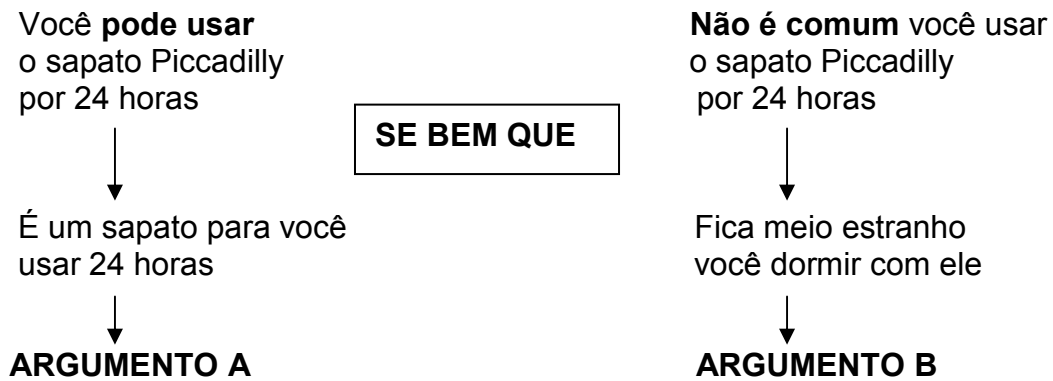 Você pode usar
o sapato Piccadilly
por 24 horas
SE BEM QUE
Não é comum você usar
o sapato Piccadilly
por 24 horas
É um sapato para você
usar 24 horas
Fica meio estranho
você dormir com ele
ARGUMENTO A
ARGUMENTO B